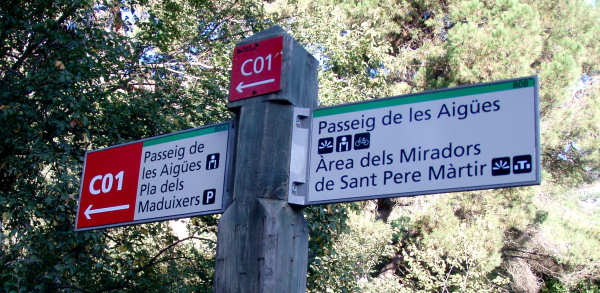 C01
C01
Passeig de
les Aigües
Pla dels
Maduixers P
Passeig de les Aigües
Àrea dels Miradors
de Sant Pere Màrtir